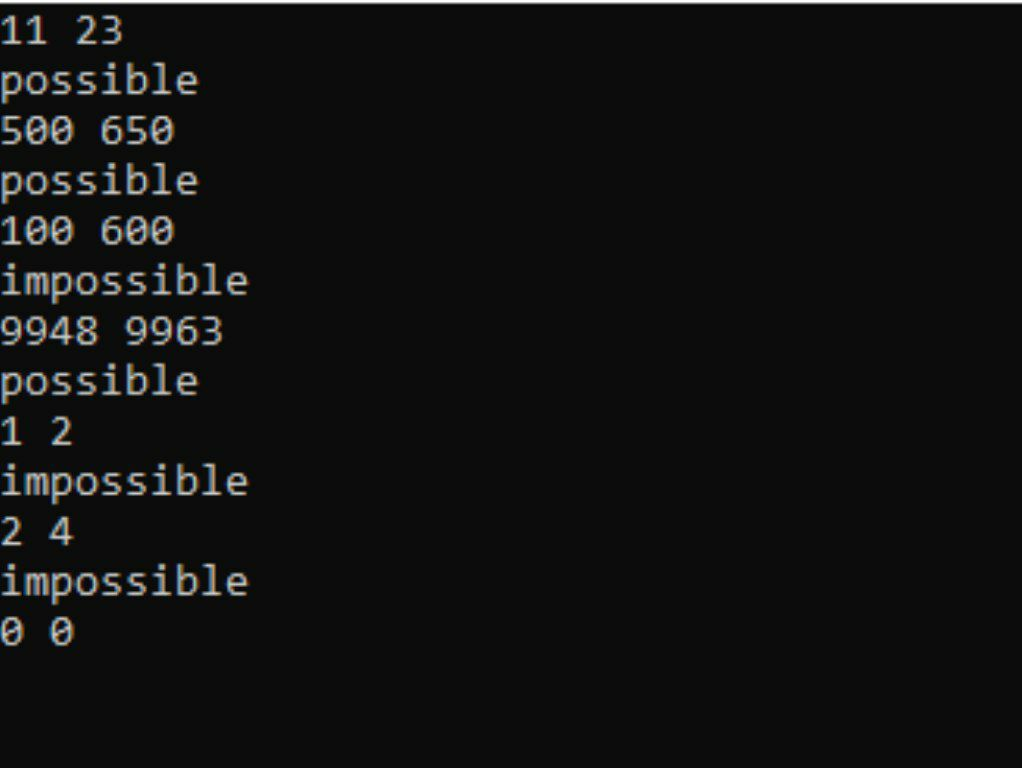 11 23
possible
500 650
possible
100 600
impossible
9948 9963
possible
1 2
impossible
2 4
impossible
0 0